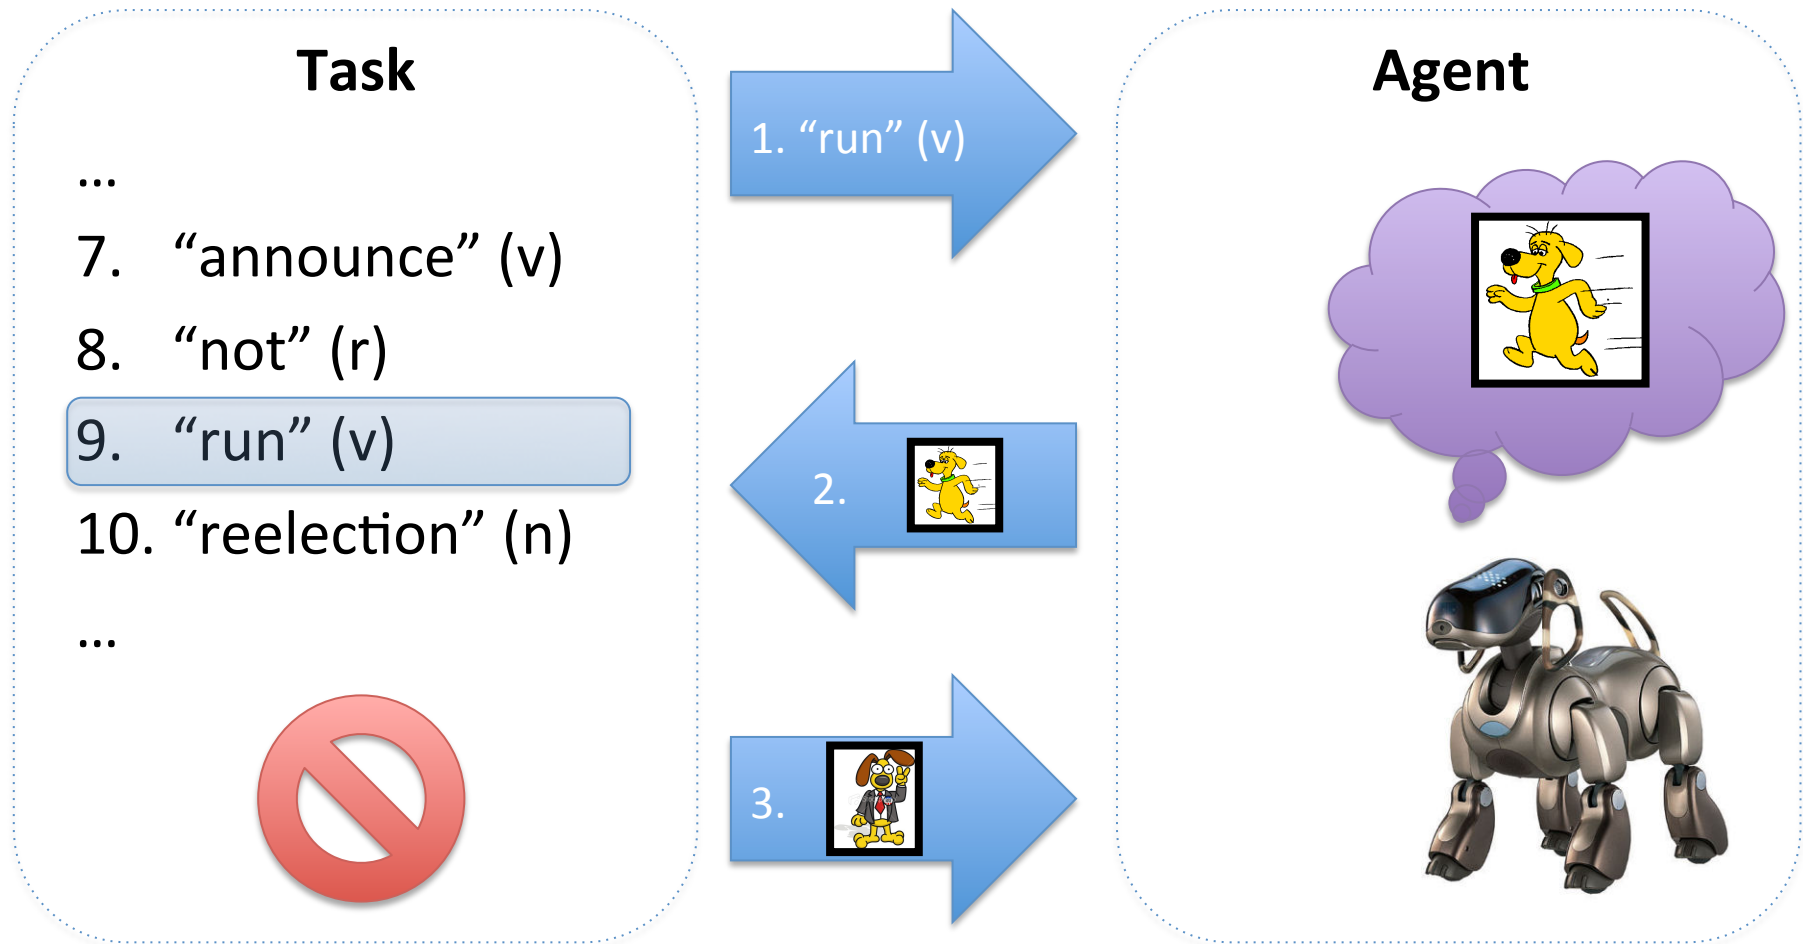 Task
…
7. “announce” (v)
8. “not” (r)
9. “run” (v)
10. “reelection” (n)
…
1. “run” (v)
2.
3.
Agent